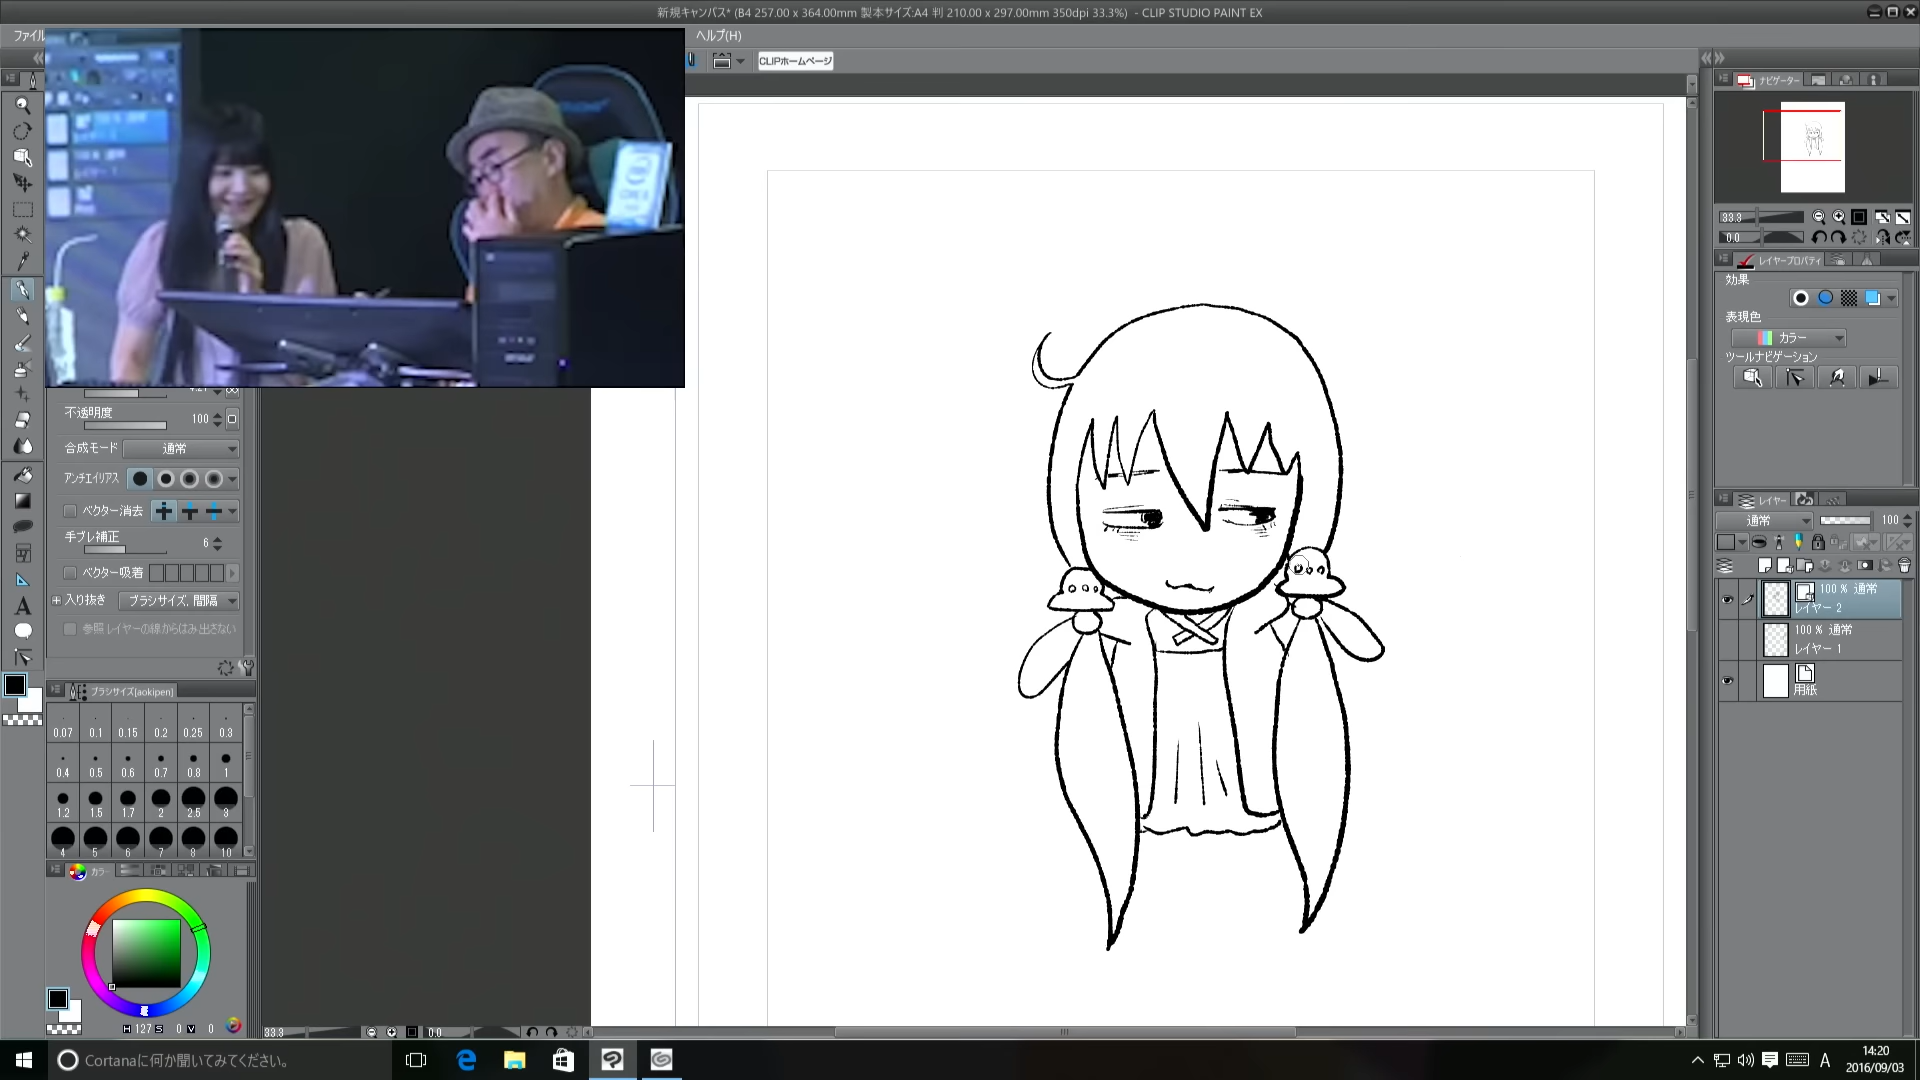 新規キャンバス* (B4 257.00 x 364.00mm 製本サイズ:A4 判 210.00 x 297.00mm 350dpi 33.3%) - CLIP STUDIO PAINT EX
ファイル
ヘルプ(H)
CLIPホームページ
ナビゲーター
33.3
0.0
レイヤープロパティ
効果
表現色
カラー
ツールナビゲーション
レイヤー
通常
100
100 % 通常
レイヤー 2
100 % 通常
レイヤー 1
用紙
不透明度
100
合成モード
通常
アンチエイリアス
ベクター消去
手ブレ補正
6
ベクター吸着
入り抜き
ブラシサイズ, 間隔
参照レイヤーの線からはみ出さない
ブラシサイズ[aokipen]
0.07 0.1 0.15 0.2 0.25 0.3
0.4 0.5 0.6 0.7 0.8 1
1.2 1.5 1.7 2 2.5 3
4 5 6 7 8 10
カラー
H 127 S 0 V 0
33.3
0.0
Cortanaに何か聞いてみてください。
A
14:20
2016/09/03